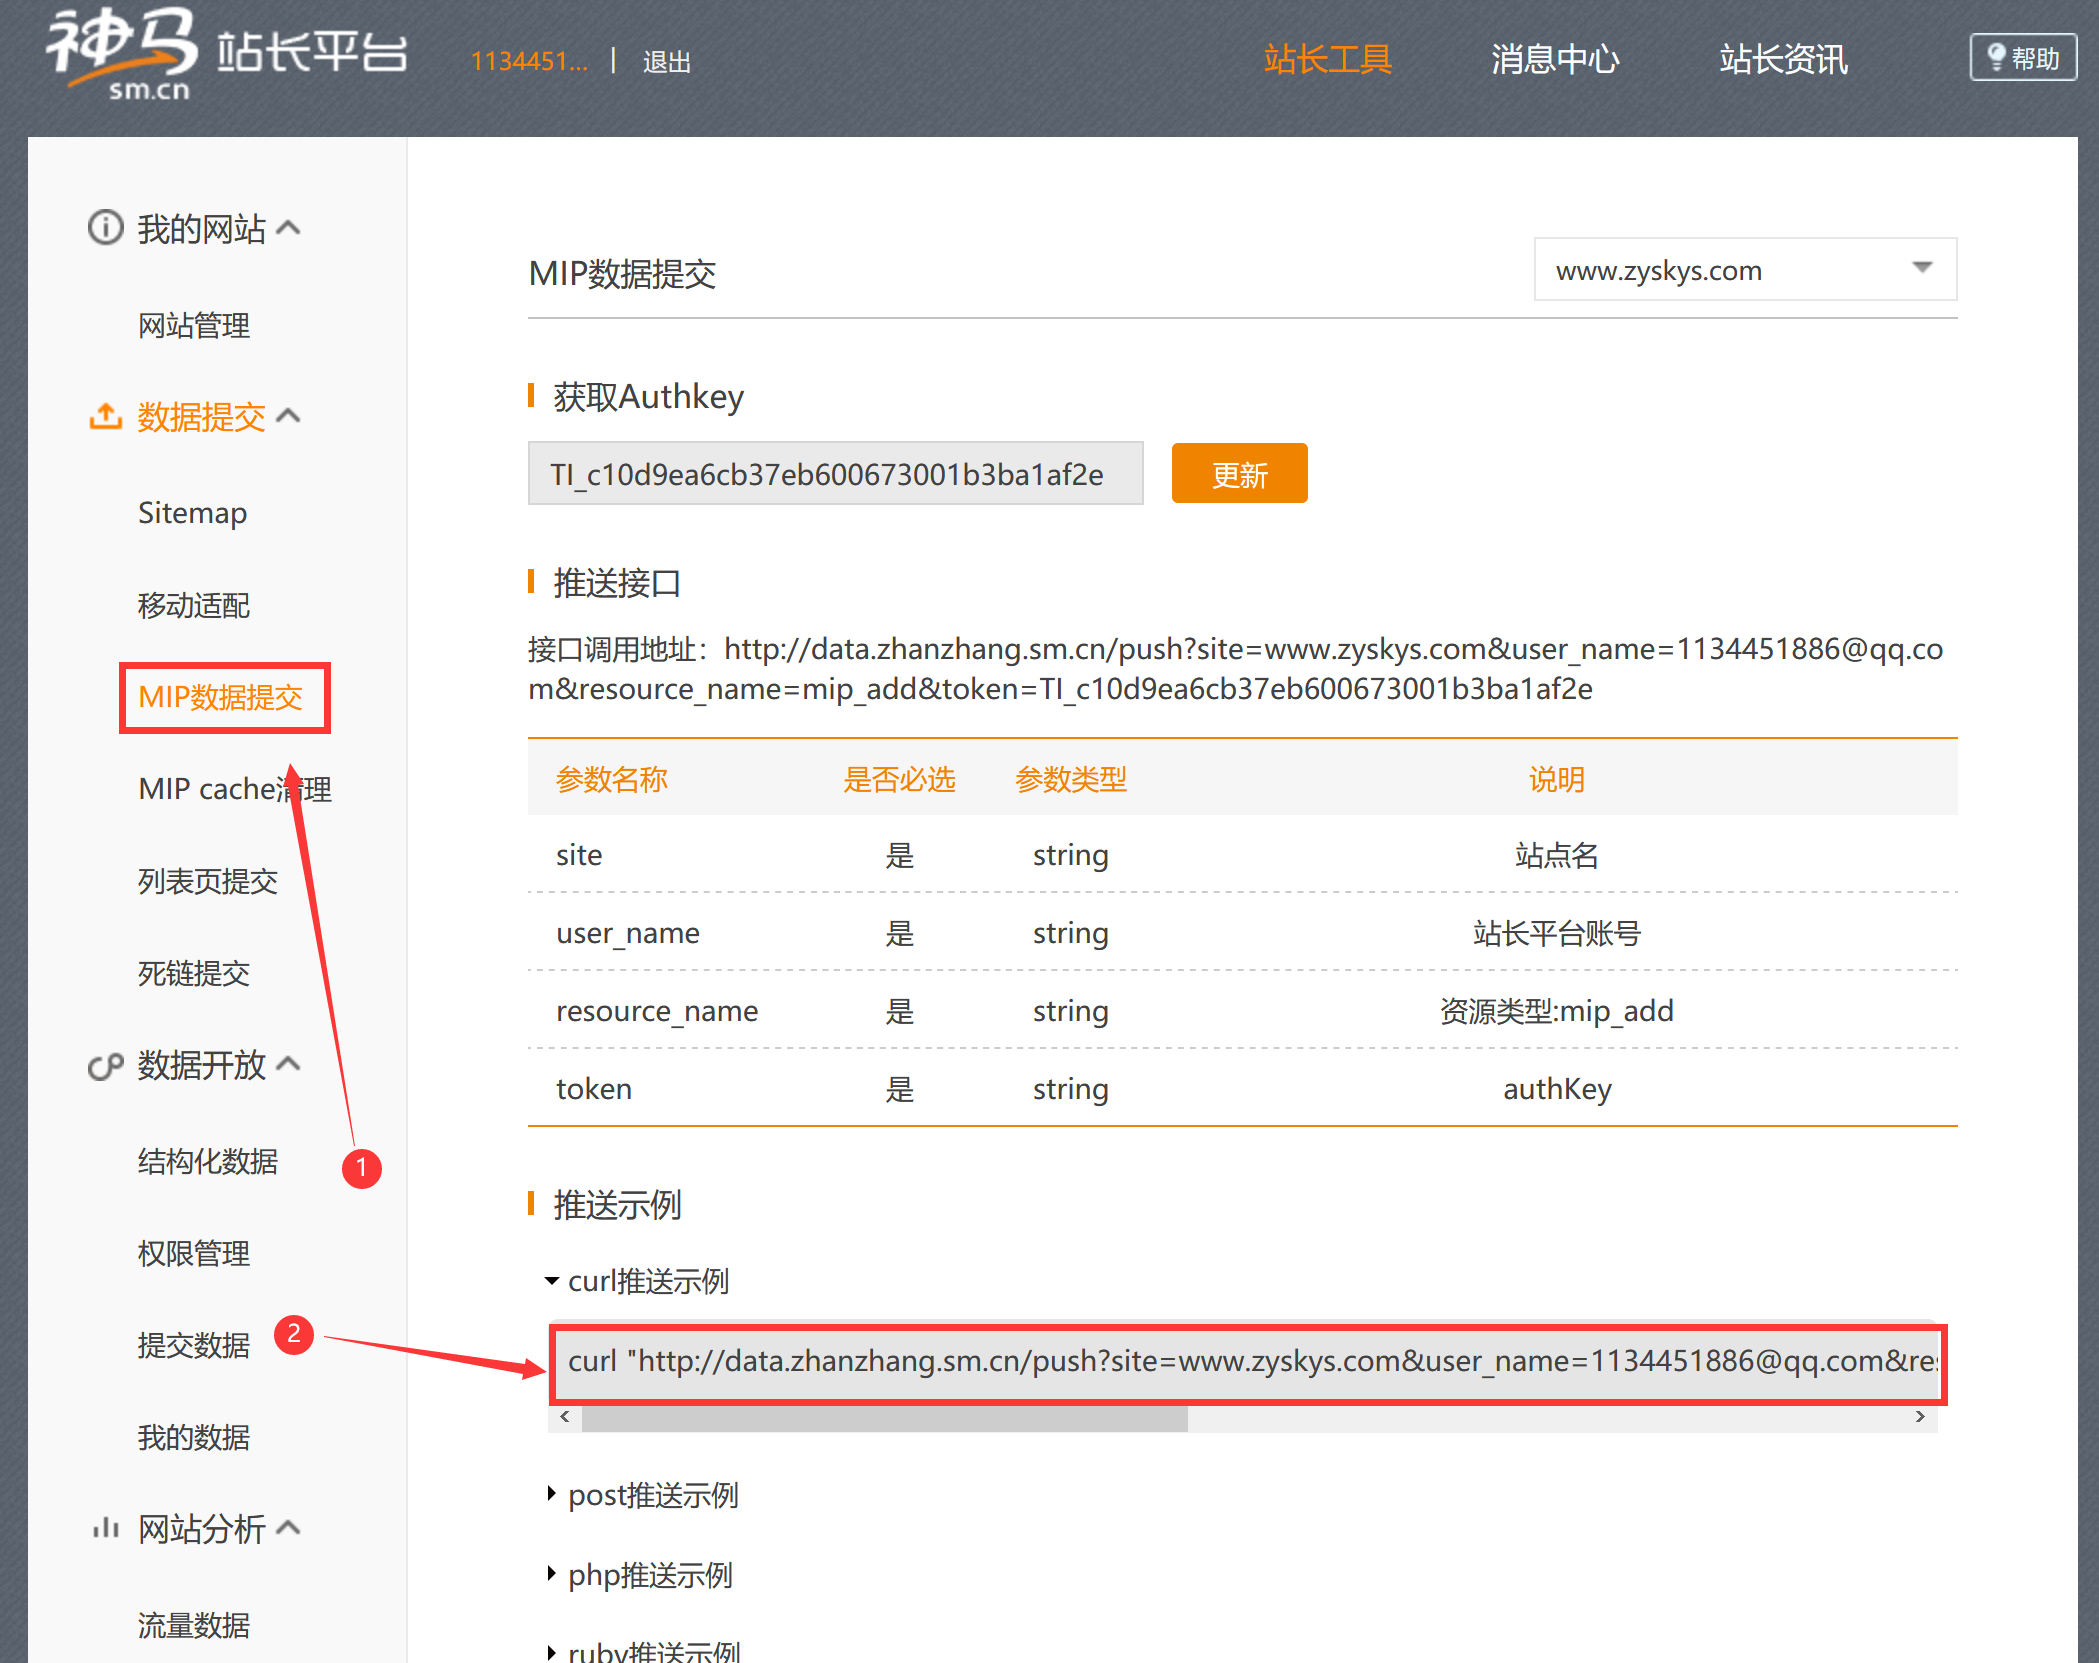 神马 站长平台
sm.cn
1134451... | 退出
站长工具
消息中心
站长资讯
帮助
我的网站
网站管理
数据提交
Sitemap
移动适配
MIP数据提交
MIP cache清理
列表页提交
死链提交
数据开放
结构化数据
1
权限管理
提交数据
2
我的数据
网站分析
流量数据
MIP数据提交
www.zyskys.com
获取Authkey
TI_c10d9ea6cb37eb600673001b3ba1af2e
更新
推送接口
接口调用地址：http://data.zhanzhang.sm.cn/push?site=www.zyskys.com&user_name=1134451886@qq.co
m&resource_name=mip_add&token=TI_c10d9ea6cb37eb600673001b3ba1af2e
参数名称 是否必选 参数类型 说明
site 是 string 站点名
user_name 是 string 站长平台账号
resource_name 是 string 资源类型:mip_add
token 是 string authKey
推送示例
curl推送示例
curl "http://data.zhanzhang.sm.cn/push?site=www.zyskys.com&user_name=1134451886@qq.com&res
post推送示例
php推送示例
ruby推送示例